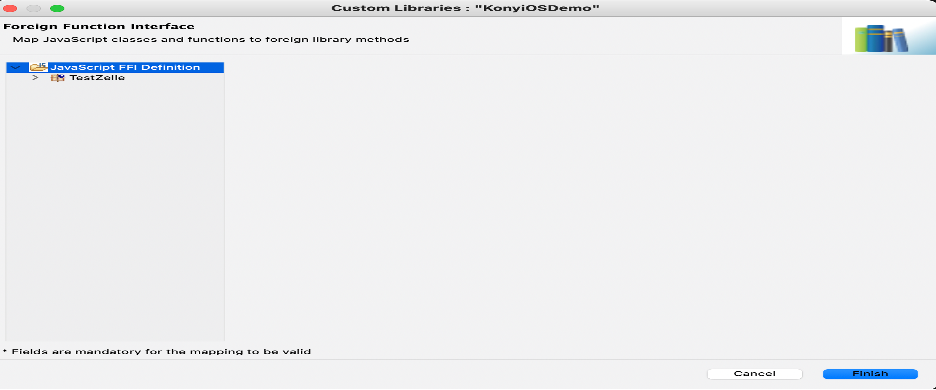 Custom Libraries : "KonyiOSDemo"
Foreign Function Interface
Map JavaScript classes and functions to foreign library methods
JS
JavaScript FFI Definition
TestZelle
* Fields are mandatory for the mapping to be valid
Cancel
Finish